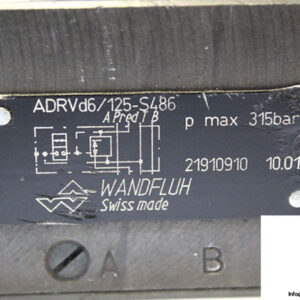 ADRVd6/125-S486
A Pred T B
p max 315bar
21910910 10.01
WANDFLUH
Swiss made
A B